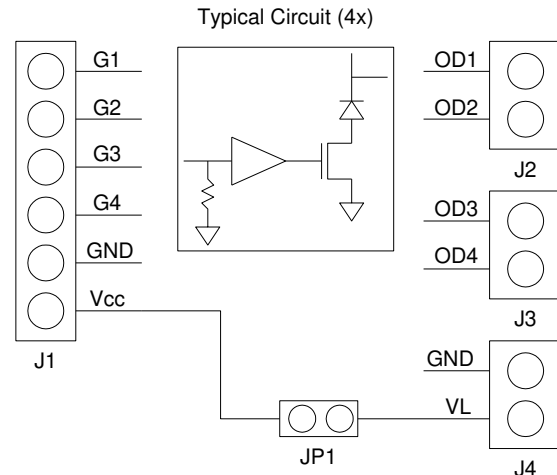 Typical Circuit (4x)
G1
G2
G3
G4
GND
Vcc
J1
OD1
OD2
J2
OD3
OD4
J3
GND
VL
J4
JP1